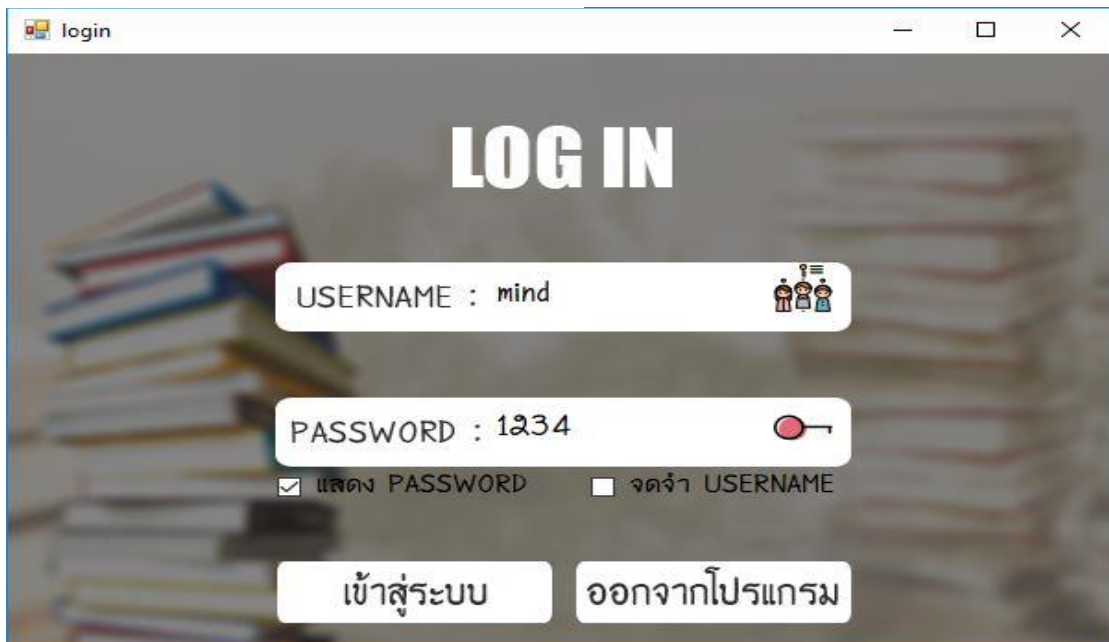 login
LOG IN
USERNAME : mind
PASSWORD : 1234
แสดง PASSWORD จดจำ USERNAME
เข้าสู่ระบบ ออกจากโปรแกรม